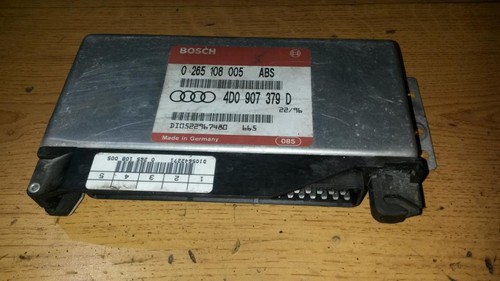 BOSCH
0 265 108 005 ABS
4D0 907 379 D
22/96
DIOS22967480 665
Made in Germany
085
1 2 3 4 5